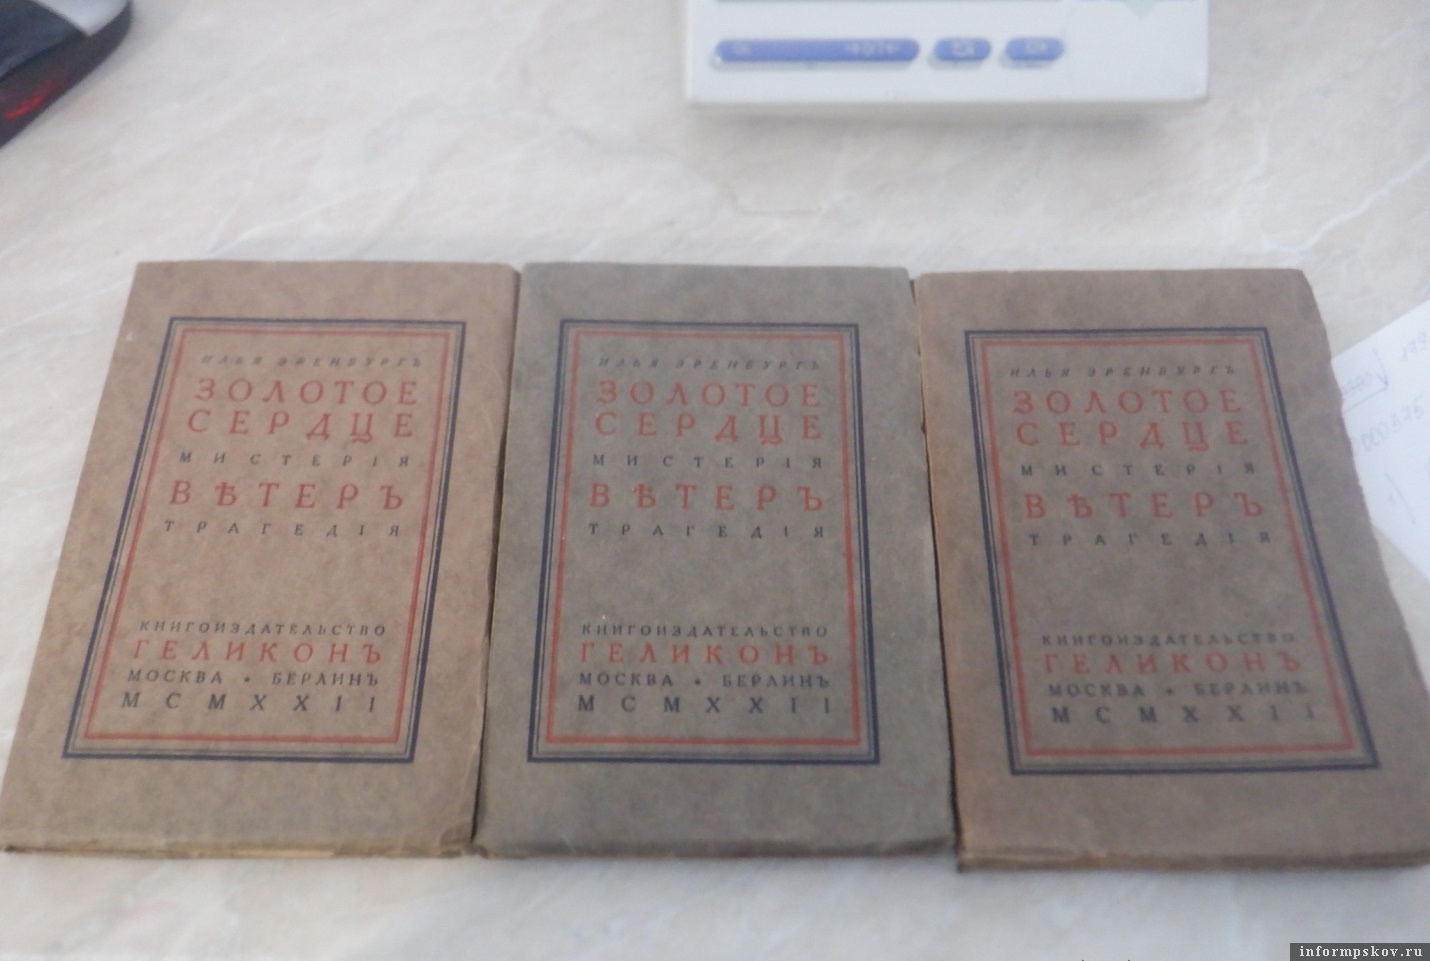 ИЛЬЯ ЭРЕНБУРГЪ
ЗОЛОТОЕ
СЕРДЦЕ
МИСТЕРІЯ
ВѢТЕРЪ
ТРАГЕДІЯ
КНИГОИЗДАТЕЛЬСТВО
ГЕЛИКОНЪ
МОСКВА * БЕРЛИНЪ
MCMXXII
ИЛЬЯ ЭРЕНБУРГЪ
ЗОЛОТОЕ
СЕРДЦЕ
МИСТЕРІЯ
ВѢТЕРЪ
ТРАГЕДІЯ
КНИГОИЗДАТЕЛЬСТВО
ГЕЛИКОНЪ
МОСКВА * БЕРЛИНЪ
MCMXXII
ИЛЬЯ ЭРЕНБУРГЪ
ЗОЛОТОЕ
СЕРДЦЕ
МИСТЕРІЯ
ВѢТЕРЪ
ТРАГЕДІЯ
КНИГОИЗДАТЕЛЬСТВО
ГЕЛИКОНЪ
МОСКВА * БЕРЛИНЪ
MCMXXII
informpskov.ru